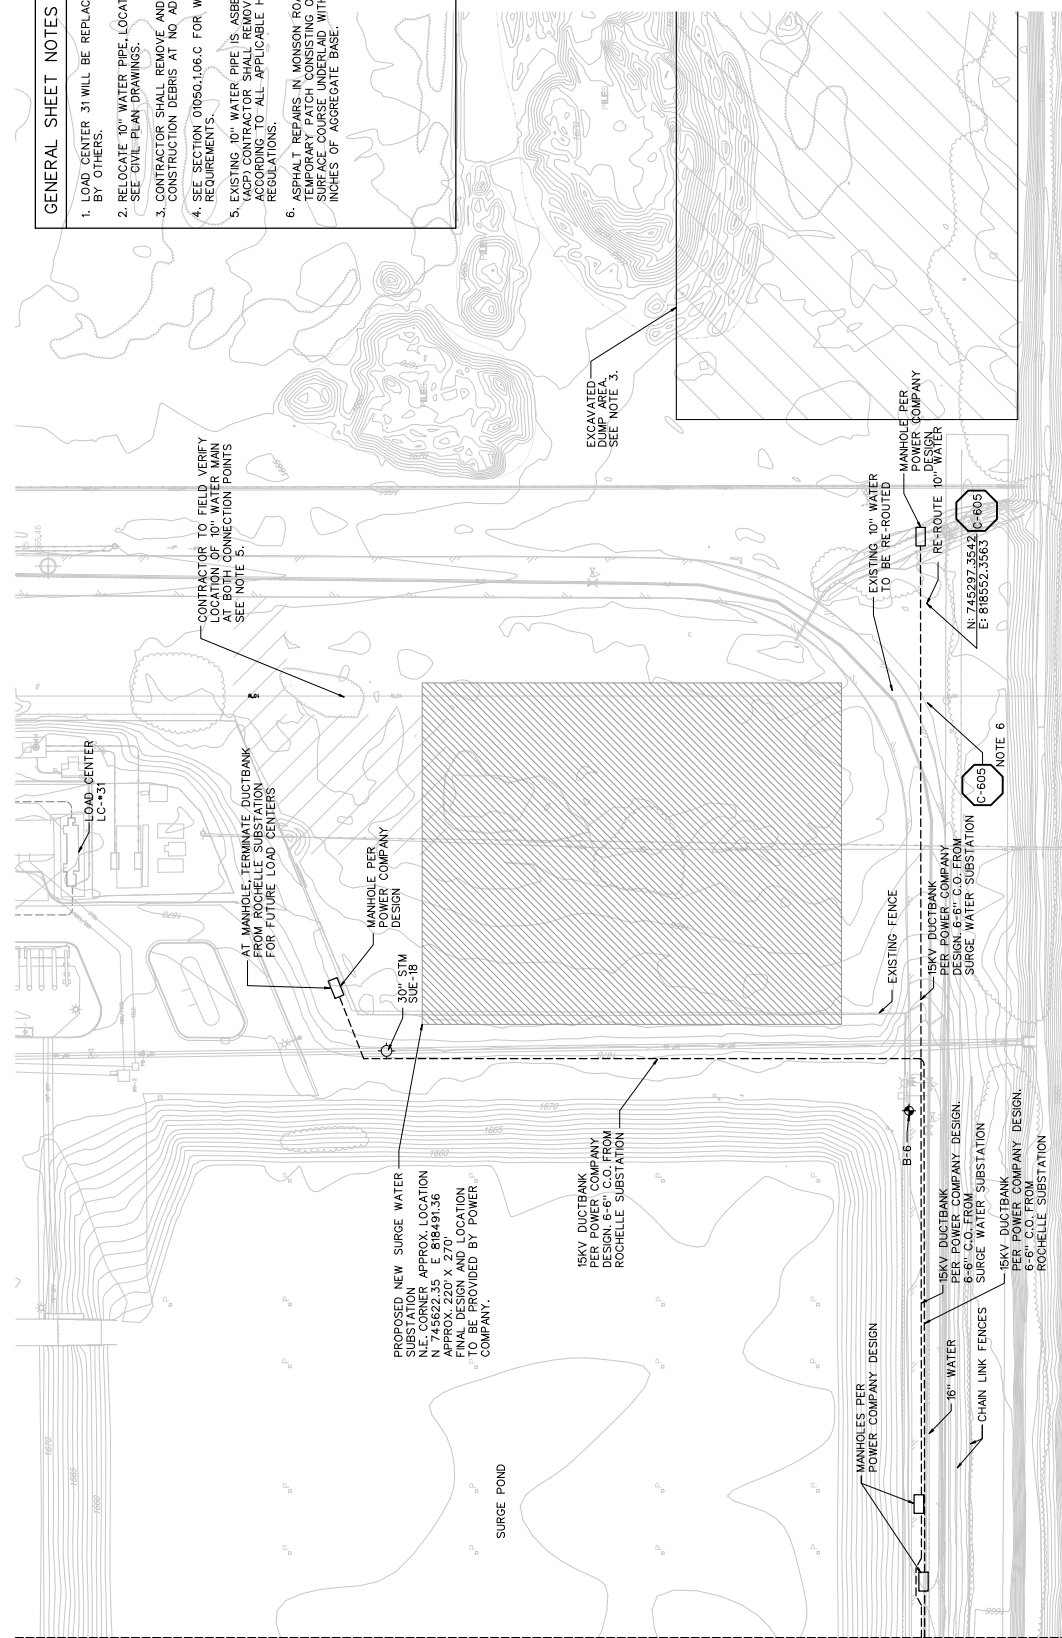 GENERAL SHEET NOTES
1. LOAD CENTER 31 WILL BE REPLAC
BY OTHERS.
2. RELOCATE 10" WATER PIPE, LOCAT
SEE CIVIL PLAN DRAWINGS.
3. CONTRACTOR SHALL REMOVE AND
CONSTRUCTION DEBRIS AT NO AD
4. SEE SECTION 01050.1.06.C FOR W
REQUIREMENTS.
5. EXISTING 10" WATER PIPE IS ASBE
(ACP) CONTRACTOR SHALL REMOV
ACCORDING TO ALL APPLICABLE H
REGULATIONS.
6. ASPHALT REPAIRS IN MONSON RO
TEMPORARY PATCH CONSISTING O
SURFACE COURSE UNDERLAID WITH
INCHES OF AGGREGATE BASE.
EXCAVATED
DUMP AREA.
SEE NOTE 3.
CONTRACTOR TO FIELD VERIFY
LOCATION OF 10" WATER MAIN
AT BOTH CONNECTION POINTS
SEE NOTE 5.
MANHOLE PER
POWER COMPANY
DESIGN
RE-ROUTE 10" WATER
EXISTING 10" WATER
TO BE RE-ROUTED
C-605
N: 745297.3542
E: 818552.3563
C-605
NOTE 6
LOAD CENTER
LC-#31
AT MANHOLE, TERMINATE DUCTBANK
FROM ROCHELLE SUBSTATION
FOR FUTURE LOAD CENTERS
MANHOLE PER
POWER COMPANY
DESIGN
30" STM
SUE-18
EXISTING FENCE
15KV DUCTBANK
PER POWER COMPANY
DESIGN. 6-6" C.O. FROM
SURGE WATER SUBSTATION
PROPOSED NEW SURGE WATER
SUBSTATION
N.E. CORNER APPROX. LOCATION
N 745622.35 E 818491.36
APPROX. 220' X 270'
FINAL DESIGN AND LOCATION
TO BE PROVIDED BY POWER
COMPANY.
15KV DUCTBANK
PER POWER COMPANY
DESIGN. 6-6" C.O. FROM
ROCHELLE SUBSTATION
B-6
15KV DUCTBANK
PER POWER COMPANY DESIGN.
6-6" C.O. FROM
SURGE WATER SUBSTATION
15KV DUCTBANK
PER POWER COMPANY DESIGN.
6-6" C.O. FROM
ROCHELLE SUBSTATION
MANHOLES PER
POWER COMPANY DESIGN
16" WATER
CHAIN LINK FENCES
SURGE POND
1670
1665
1660
1670
1665
1660
1670
1670
1670
1670
1665
1665